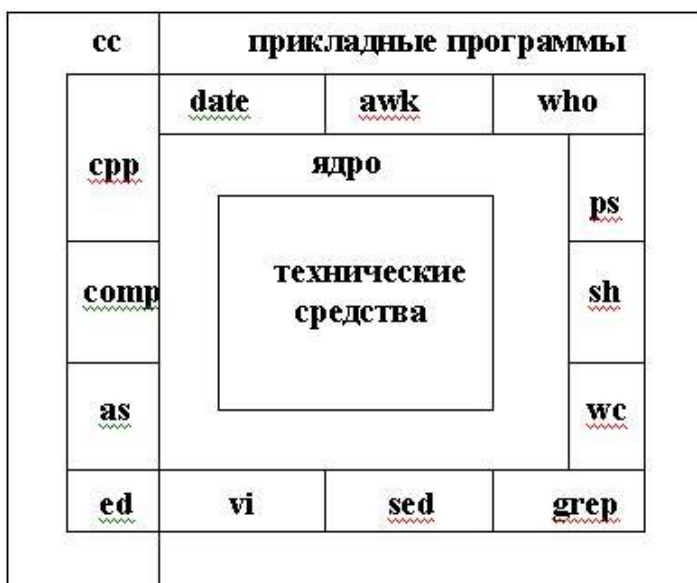 cc
прикладные программы
date
awk
who
cpp
ядро
ps
технические
средства
comp
sh
as
wc
ed
vi
sed
grep